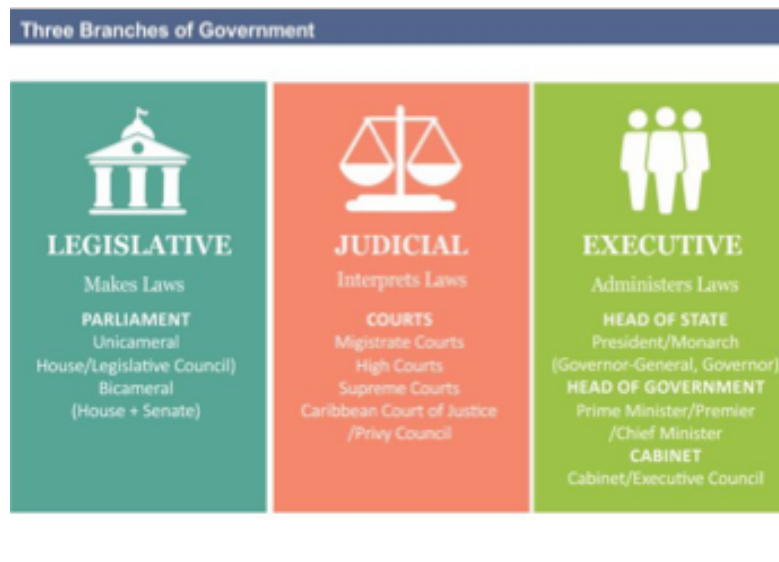 Three Branches of Government
LEGISLATIVE
Makes Laws
PARLIAMENT
Unicameral
House/Legislative Council)
Bicameral
(House + Senate)
JUDICIAL
Interprets Laws
COURTS
Migistrate Courts
High Courts
Supreme Courts
Caribbean Court of Justice
/Privy Council
EXECUTIVE
Administers Laws
HEAD OF STATE
President/Monarch
(Governor-General, Governor)
HEAD OF GOVERNMENT
Prime Minister/Premier
/Chief Minister
CABINET
Cabinet/Executive Council